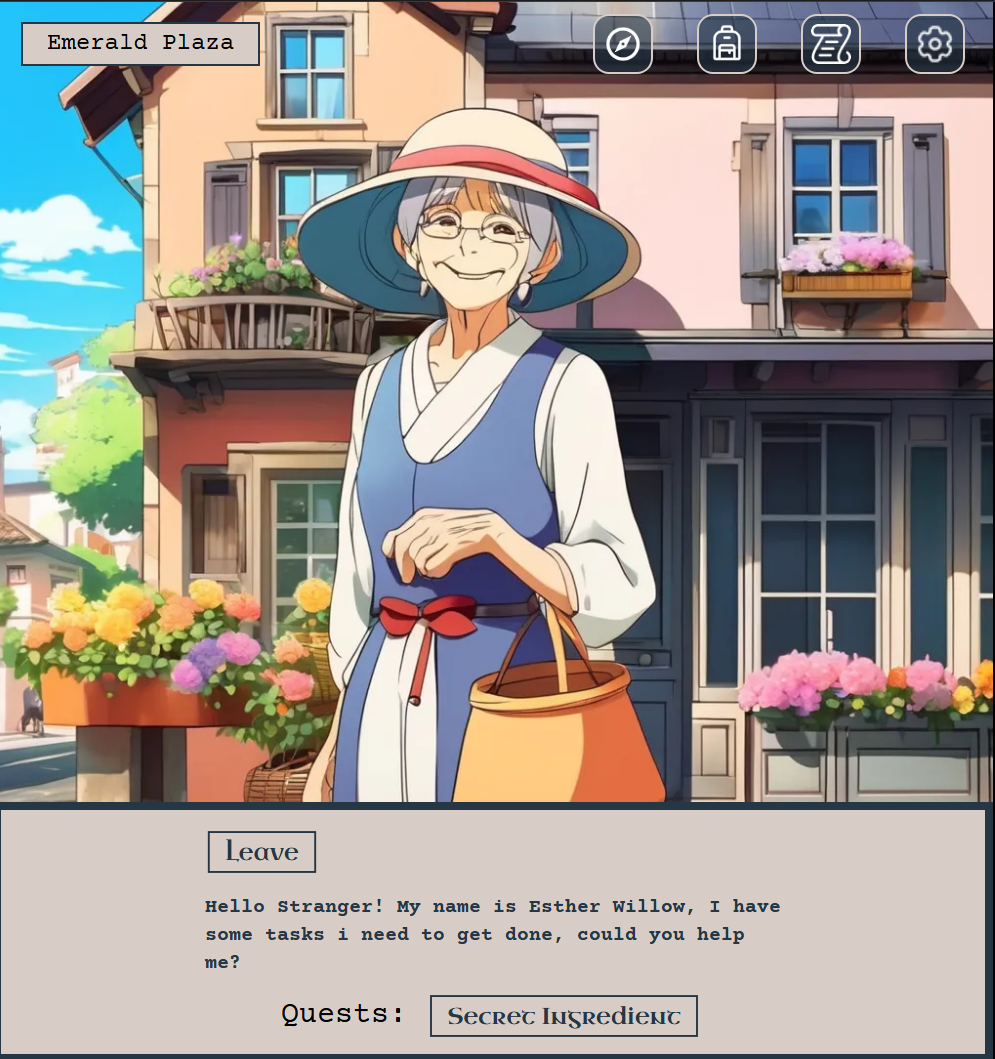 Emerald Plaza
Leave
Hello Stranger! My name is Esther Willow, I have
some tasks i need to get done, could you help
me?
Quests: Secret Ingredient